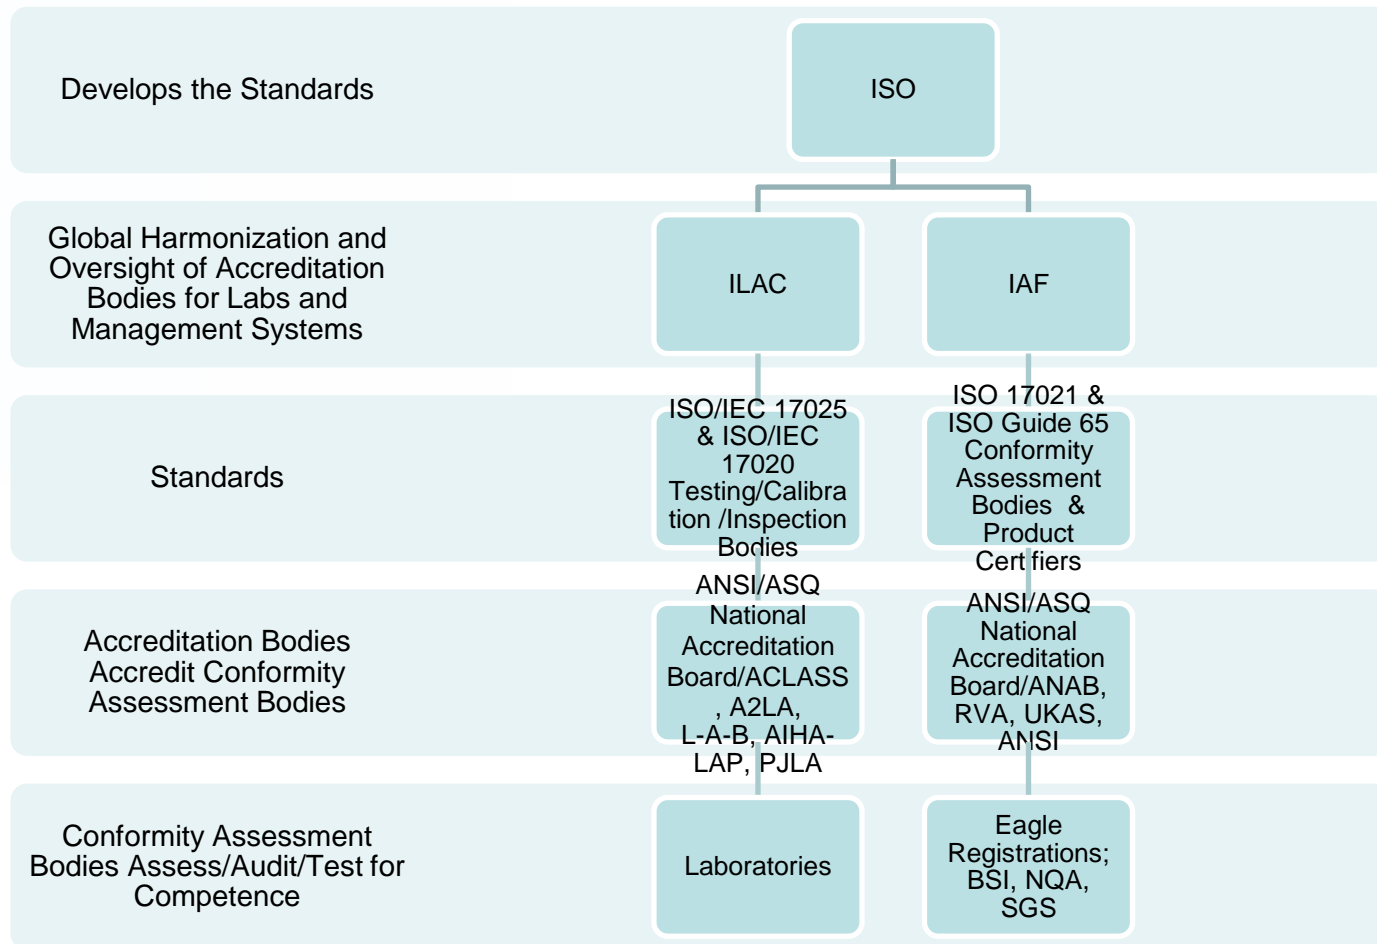 Develops the Standards
ISO
Global Harmonization and
Oversight of Accreditation
Bodies for Labs and
Management Systems
ILAC
IAF
Standards
ISO/IEC 17025
& ISO/IEC
17020
Testing/Calibra
tion /Inspection
Bodies
ISO 17021 &
ISO Guide 65
Conformity
Assessment
Bodies &
Product
Certifiers
Accreditation Bodies
Accredit Conformity
Assessment Bodies
ANSI/ASQ
National
Accreditation
Board/ACLASS
, A2LA,
L-A-B, AIHA-
LAP, PJLA
ANSI/ASQ
National
Accreditation
Board/ANAB,
RVA, UKAS,
ANSI
Conformity Assessment
Bodies Assess/Audit/Test for
Competence
Laboratories
Eagle
Registrations;
BSI, NQA,
SGS